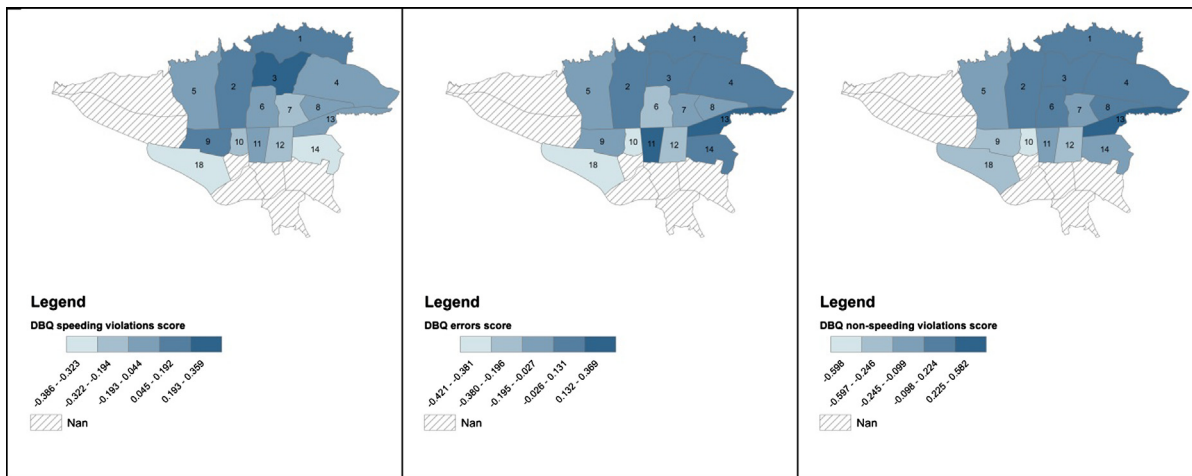 1
2
3
4
5
6
7
8
13
9
10
11
12
14
18
Legend
DBQ speeding violations score
-0.386 - -0.323
-0.322 - -0.194
-0.193 - 0.044
0.045 - 0.192
0.193 - 0.359
Nan
1
2
3
4
5
6
7
8
13
9
10
11
12
14
18
Legend
DBQ errors score
-0.421 - -0.381
-0.380 - -0.196
-0.195 - -0.027
-0.026 - 0.131
0.132 - 0.369
Nan
1
2
3
4
5
6
7
8
13
9
10
11
12
14
18
Legend
DBQ non-speeding violations score
-0.598
-0.597 - -0.246
-0.245 - -0.099
-0.098 - 0.224
0.225 - 0.582
Nan